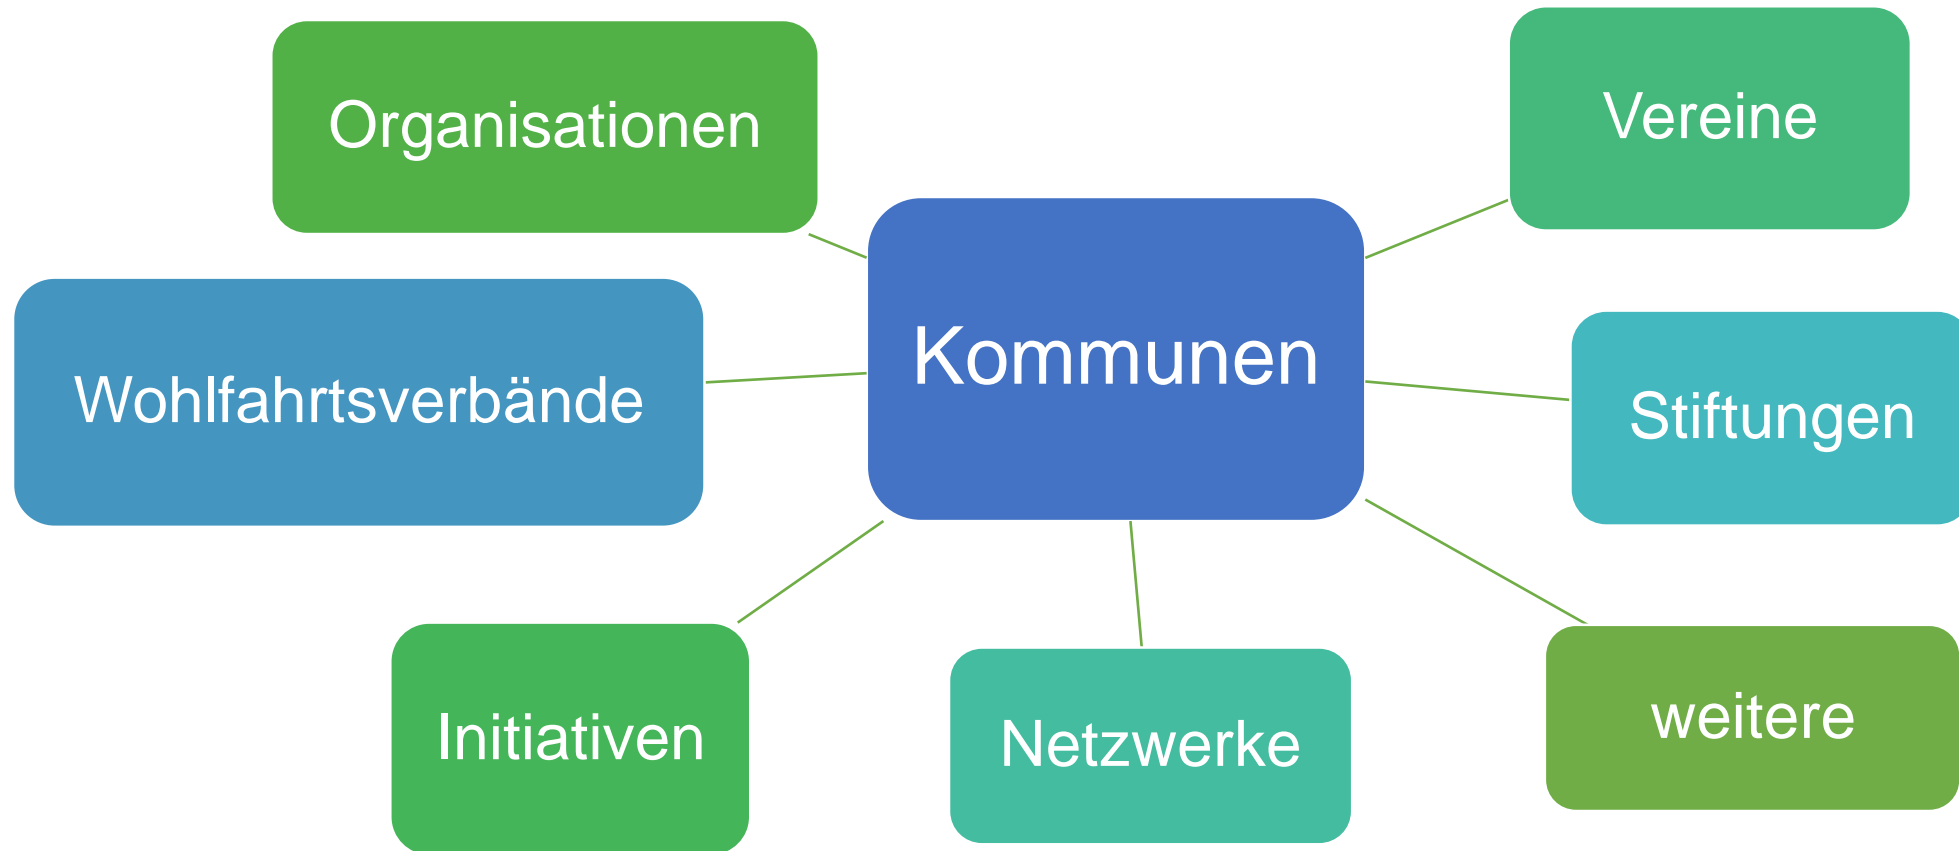 Organisationen
Vereine
Kommunen
Wohlfahrtsverbände
Stiftungen
Initiativen
Netzwerke
weitere